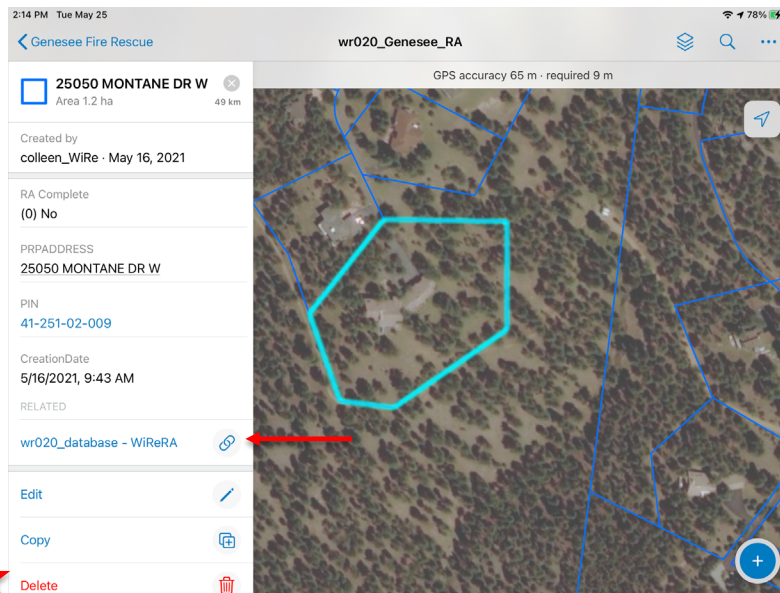 2:14 PM Tue May 25
78%
Genesee Fire Rescue
wr020_Genesee_RA
GPS accuracy 65 m · required 9 m
25050 MONTANE DR W
Area 1.2 ha
49 km
Created by
colleen_WiRe · May 16, 2021
RA Complete
(0) No
PRPADDRESS
25050 MONTANE DR W
PIN
41-251-02-009
CreationDate
5/16/2021, 9:43 AM
RELATED
wr020_database - WiReRA
Edit
Copy
Delete